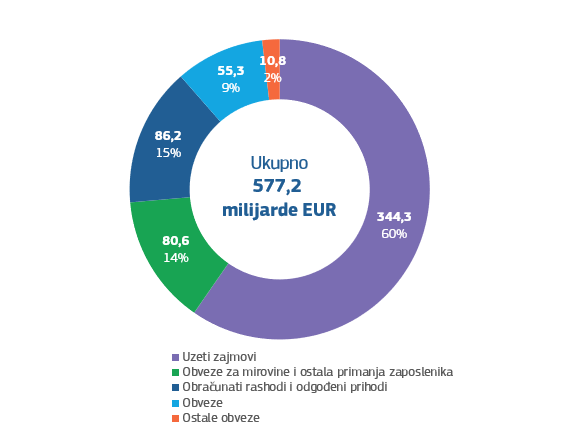 10,8
2%
55,3
9%
86,2
15%
Ukupno
577,2
milijarde EUR
344,3
60%
80,6
14%
Uzeti zajmovi
Obveze za mirovine i ostala primanja zaposlenika
Obračunati rashodi i odgođeni prihodi
Obveze
Ostale obveze